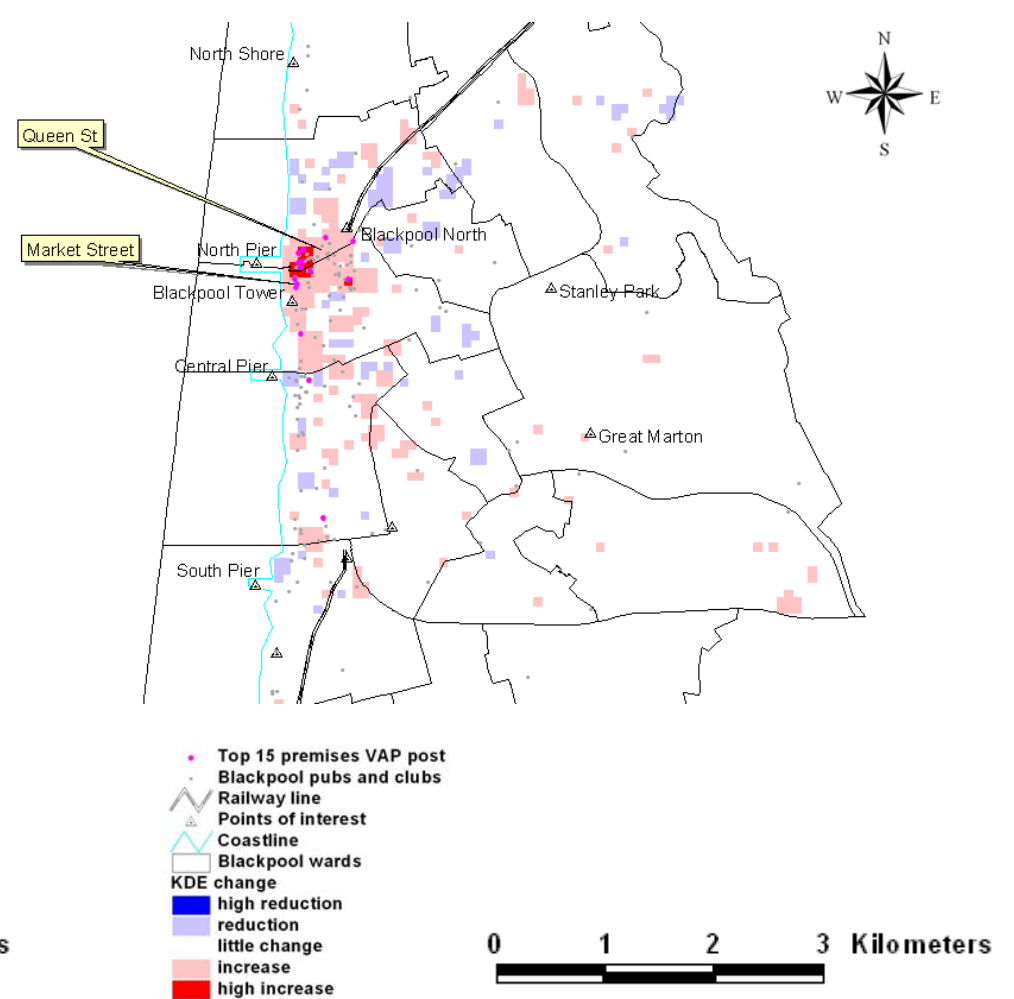 North Shore
N
W
E
S
Queen St
Blackpool North
Market Street
North Pier
Blackpool Tower
Stanley Park
Central Pier
Great Marton
South Pier
Top 15 premises VAP post
Blackpool pubs and clubs
Railway line
Points of interest
Coastline
Blackpool wards
KDE change
high reduction
reduction
little change
increase
high increase
s
0 1 2 3 Kilometers